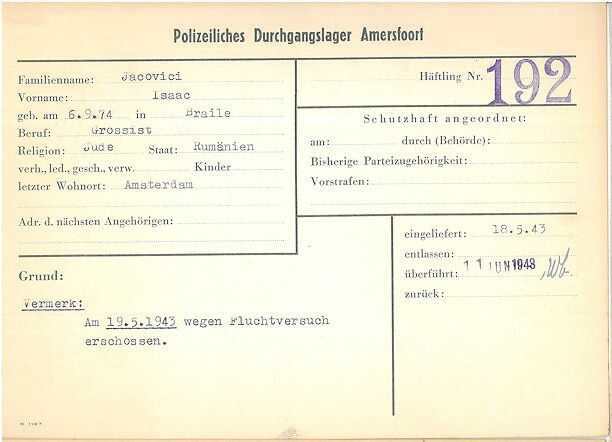 Polizeiliches Durchgangslager Amersfoort
Familienname: Jacovici
Vorname: Isaac
geb. am 6.9.74 in Braile
Beruf: Grossist
Religion: Jude Staat: Rumänien
verh., led., gesch., verw. Kinder
letzter Wohnort: Amsterdam
Adr. d. nächsten Angehörigen:
Häftling Nr. 192
Schutzhaft angeordnet:
am: durch (Behörde):
Bisherige Parteizugehörigkeit:
Vorstrafen:
eingeliefert: 18.5.43
entlassen:
überführt: 11 JUN 1943
zurück:
Grund:
Vermerk:
Am 19.5.1943 wegen Fluchtversuch
erschossen.